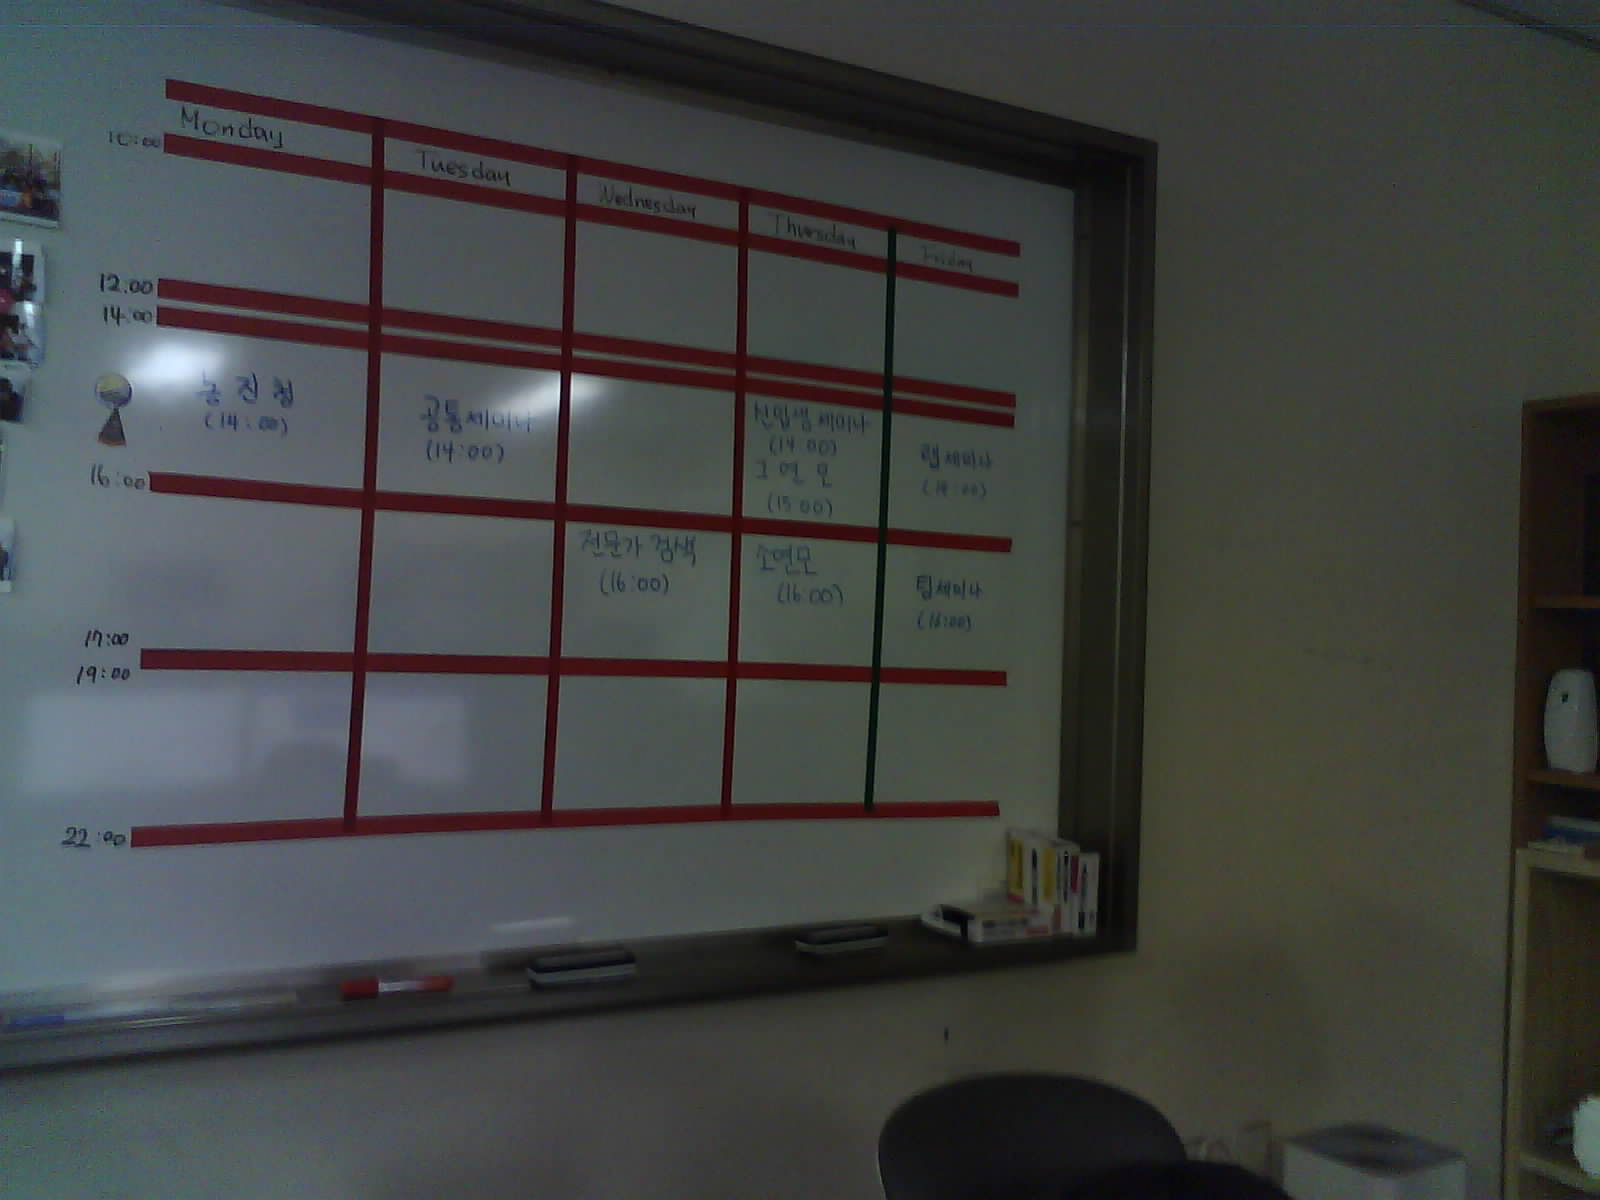 Monday
Tuesday
Wednesday
Thursday
Friday
10:00
12:00
14:00
농진청
(14:00)
공통세미나
(14:00)
신입생세미나
(14:00)
그연모
(15:00)
랩세미나
(14:00)
16:00
전문가 검색
(16:00)
소연모
(16:00)
팀세미나
(16:00)
17:00
19:00
22:00